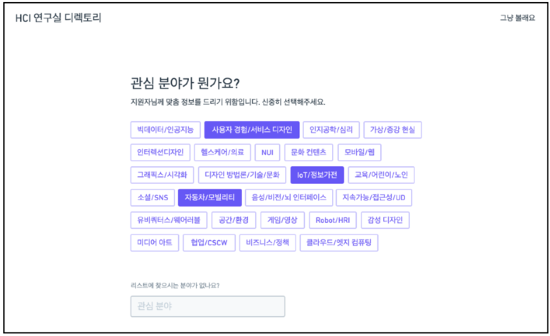 HCI 연구실 디렉토리
그냥 볼래요
관심 분야가 뭔가요?
지원자님께 맞춤 정보를 드리기 위함입니다. 신중히 선택해주세요.
빅데이터/인공지능 사용자 경험/서비스 디자인 인지공학/심리 가상/증강 현실
인터랙션디자인 헬스케어/의료 NUI 문화 컨텐츠 모바일/웹
그래픽스/시각화 디자인 방법론/기술/문화 IoT/정보가전 교육/어린이/노인
소셜/SNS 자동차/모빌리티 음성/비전/뇌 인터페이스 지속가능/접근성/UD
유비쿼터스/웨어러블 공간/환경 게임/영상 Robot/HRI 감성 디자인
미디어 아트 협업/CSCW 비즈니스/정책 클라우드/엣지 컴퓨팅
리스트에 찾으시는 분야가 없나요?
관심 분야